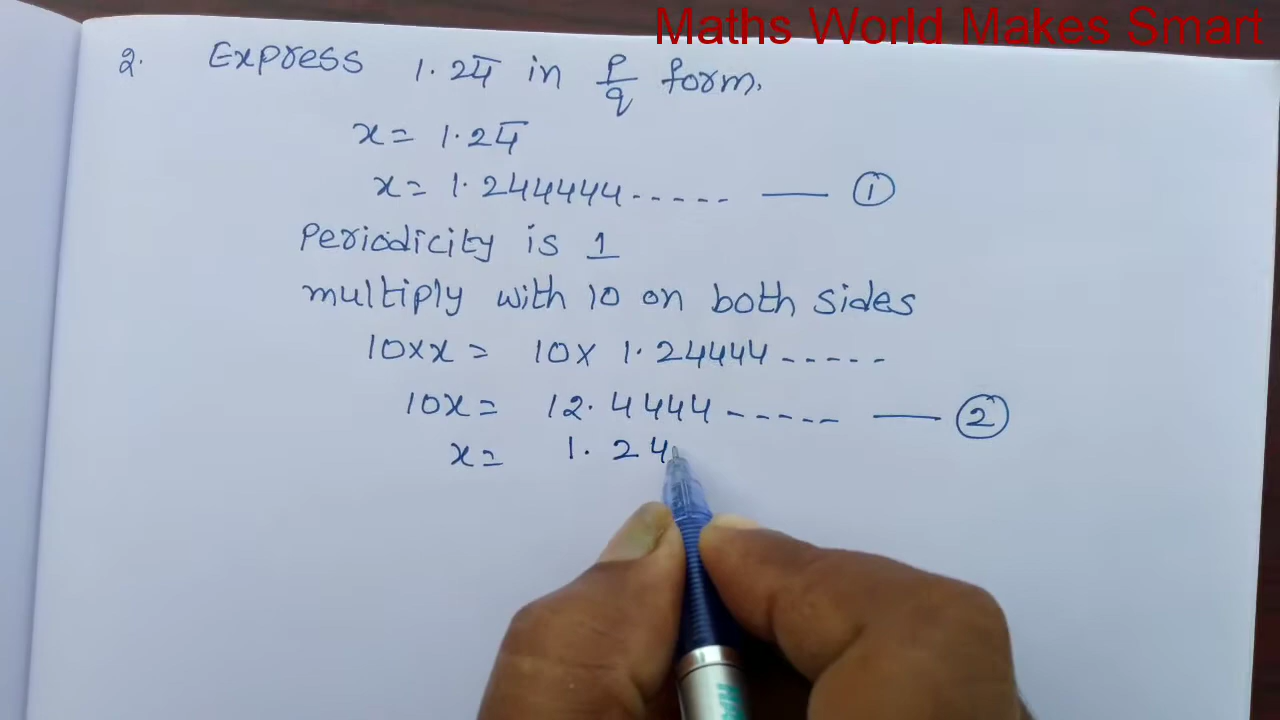 Maths World Makes Smart
2. Express 1.24̅ in p/q form.
x = 1.24̅
x = 1.244444..... —— ①
Periodicity is 1
multiply with 10 on both sides
10×x = 10× 1.24444-----
10x = 12.4444----- —— ②
x = 1.24